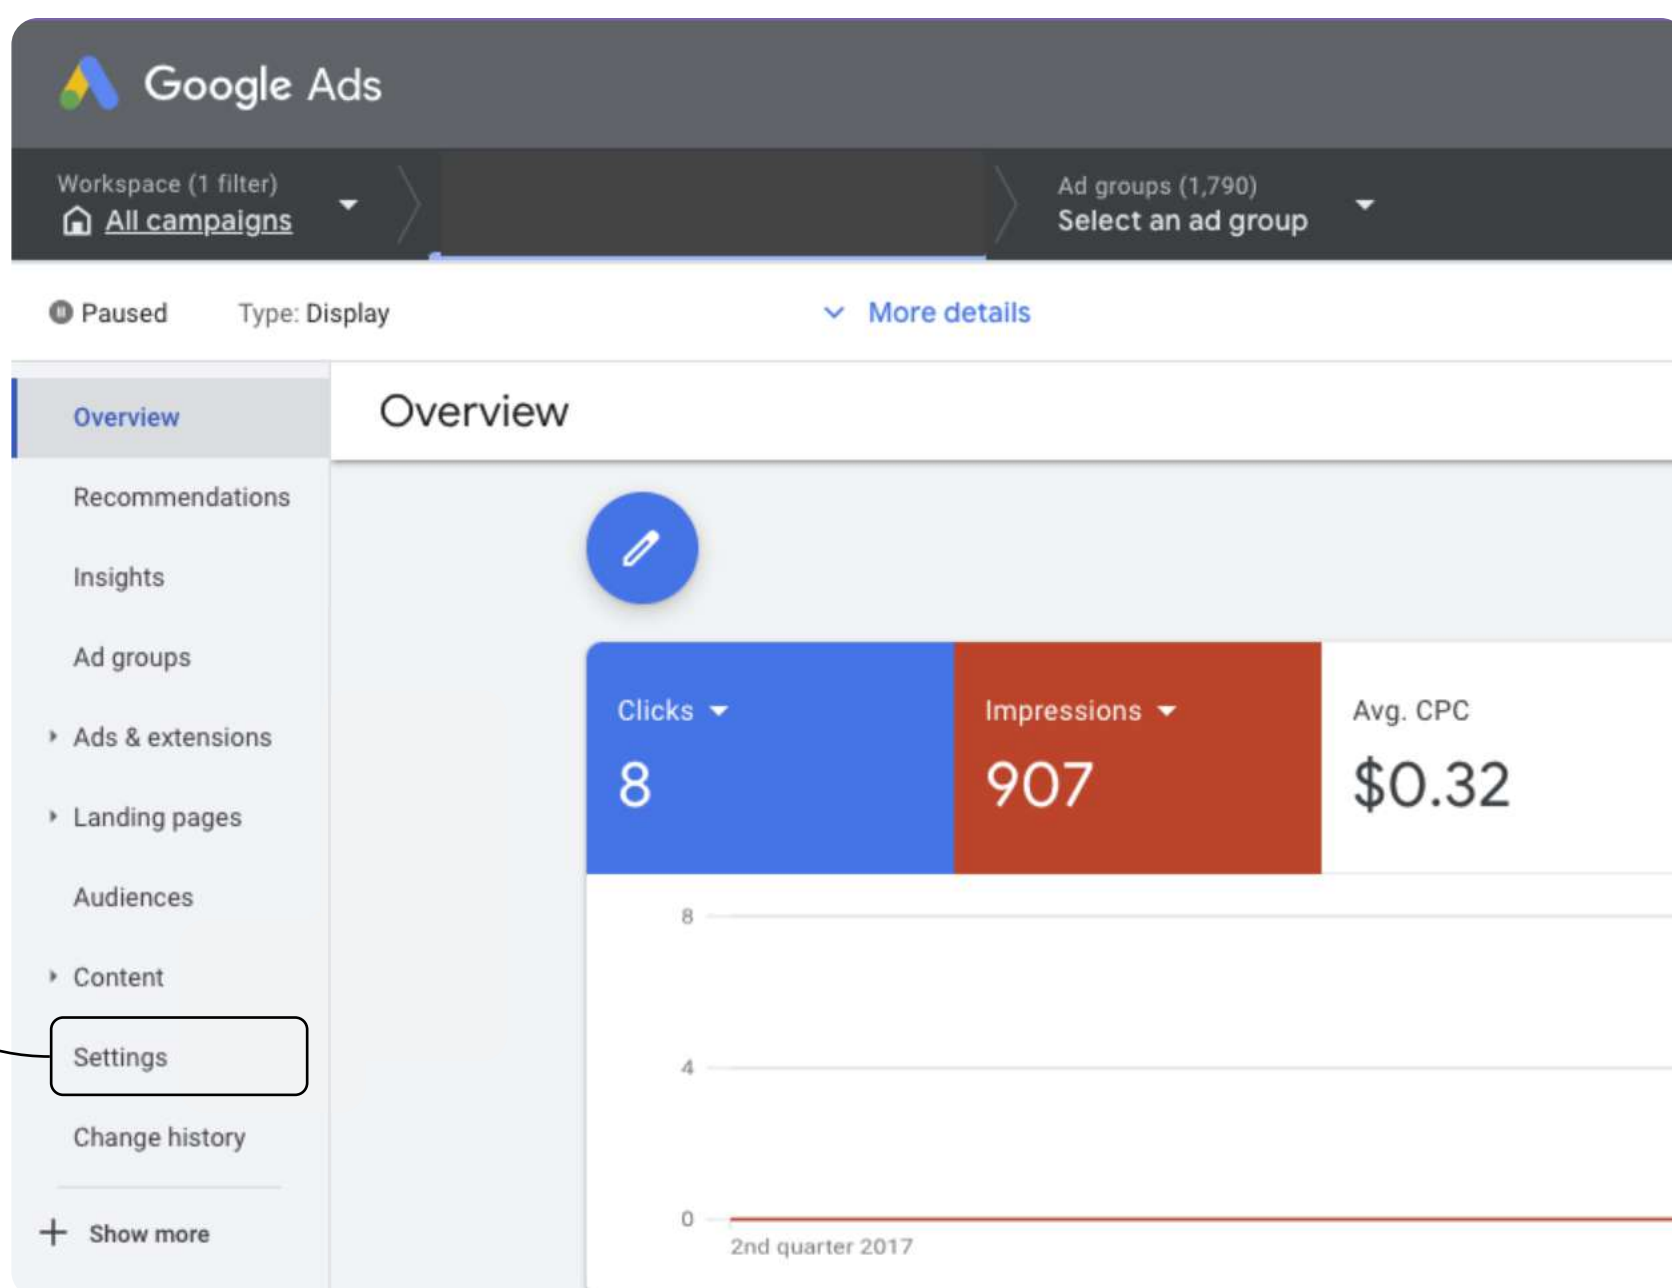 Google Ads
Workspace (1 filter)
All campaigns
Ad groups (1,790)
Select an ad group
Paused
Type: Display
More details
Overview
Recommendations
Insights
Ad groups
Ads & extensions
Landing pages
Audiences
Content
Settings
Change history
Show more
Overview
Clicks
8
Impressions
907
Avg. CPC
$0.32
8
4
0
2nd quarter 2017